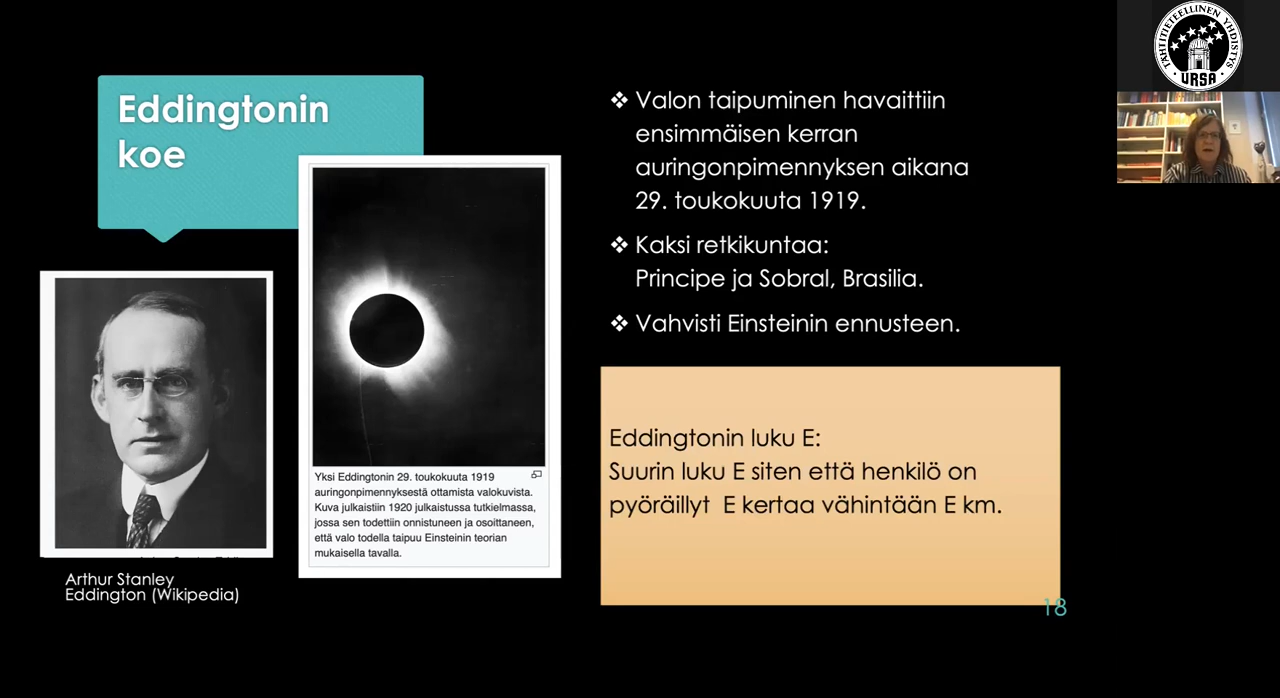 Eddingtonin
koe
Valon taipuminen havaittiin
ensimmäisen kerran
auringonpimennyksen aikana
29. toukokuuta 1919.
Kaksi retkikuntaa:
Principe ja Sobral, Brasilia.
Vahvisti Einsteinin ennusteen.
Eddingtonin luku E:
Suurin luku E siten että henkilö on
pyöräillyt E kertaa vähintään E km.
Yksi Eddingtonin 29. toukokuuta 1919
auringonpimennyksestä ottamista valokuvista.
Kuva julkaistiin 1920 julkaistussa tutkielmassa,
jossa sen todettiin onnistuneen ja osoittaneen,
että valo todella taipuu Einsteinin teorian
mukaisella tavalla.
Arthur Stanley
Eddington (Wikipedia)
18
TÄHTITIETEELLINEN YHDISTYS
URSA